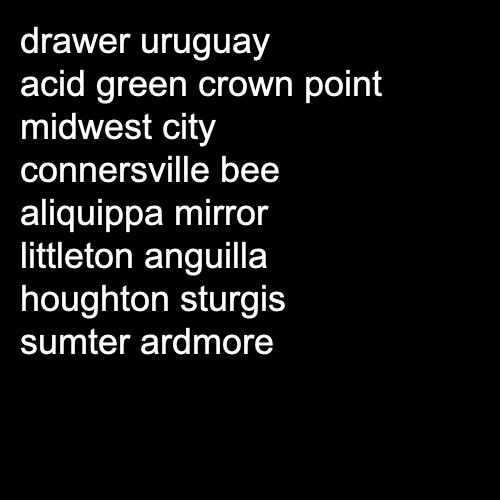 drawer uruguay
acid green crown point
midwest city
connersville bee
aliquippa mirror
littleton anguilla
houghton sturgis
sumter ardmore